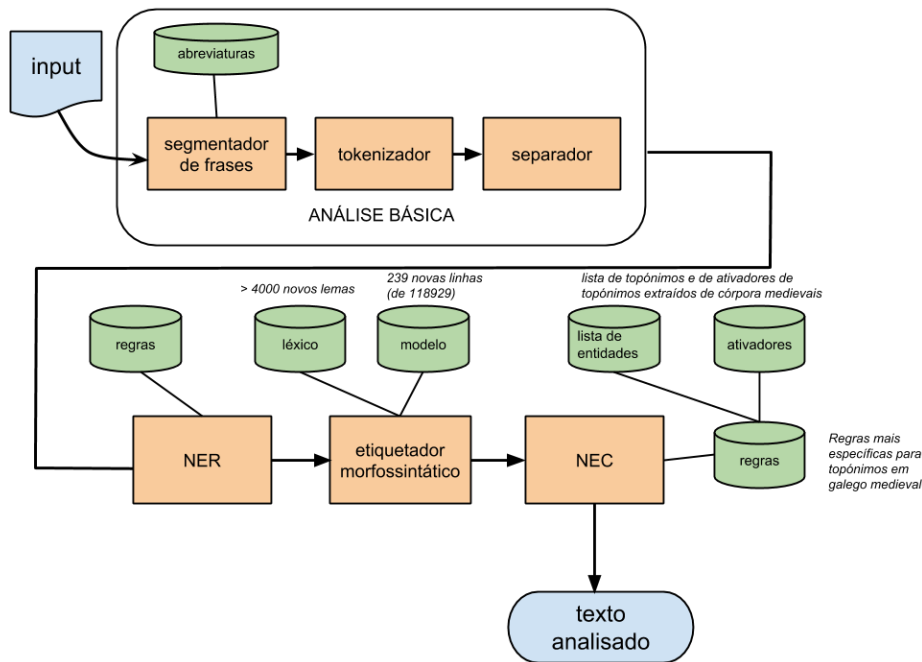 input
abreviaturas
segmentador
de frases
tokenizador
separador
ANÁLISE BÁSICA
> 4000 novos lemas
239 novas linhas
(de 118929)
lista de topónimos e de ativadores de
topónimos extraídos de córpora medievais
regras
léxico
modelo
lista de
entidades
ativadores
NER
etiquetador
morfossintático
NEC
regras
Regras mais
específicas para
topónimos em
galego medieval
texto
analisado